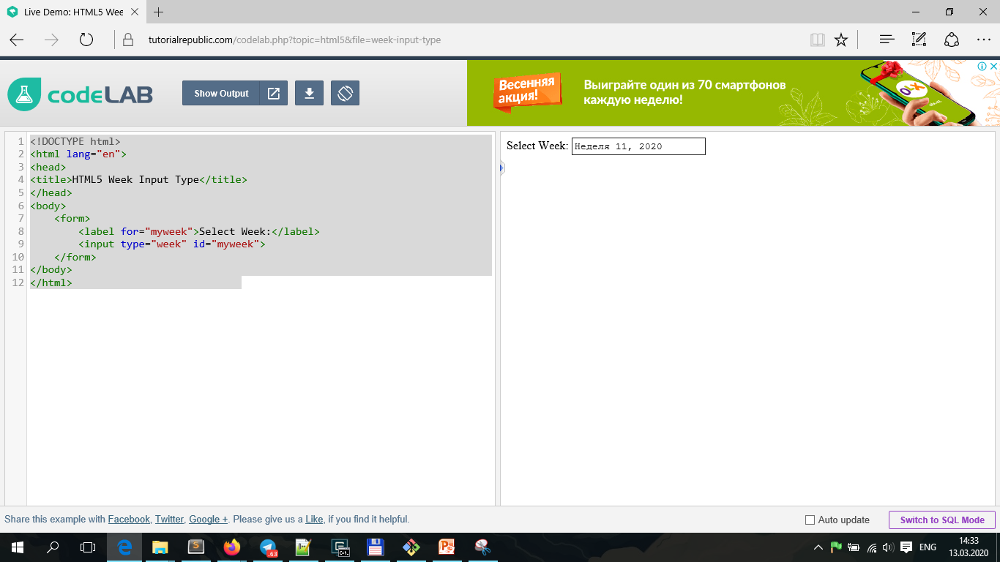 Live Demo: HTML5 Wee
tutorialrepublic.com/codelab.php?topic=html5&file=week-input-type
codeLAB
Show Output
Весенняя
акция!
Выиграйте один из 70 смартфонов
каждую неделю!
OLX
1 <!DOCTYPE html>
2 <html lang="en">
3 <head>
4 <title>HTML5 Week Input Type</title>
5 </head>
6 <body>
7     <form>
8         <label for="myweek">Select Week:</label>
9         <input type="week" id="myweek">
10     </form>
11 </body>
12 </html>
Select Week: Неделя 11, 2020
Share this example with Facebook, Twitter, Google +. Please give us a Like, if you find it helpful.
Auto update
Switch to SQL Mode
.63
C:\
ENG
14:33
13.03.2020